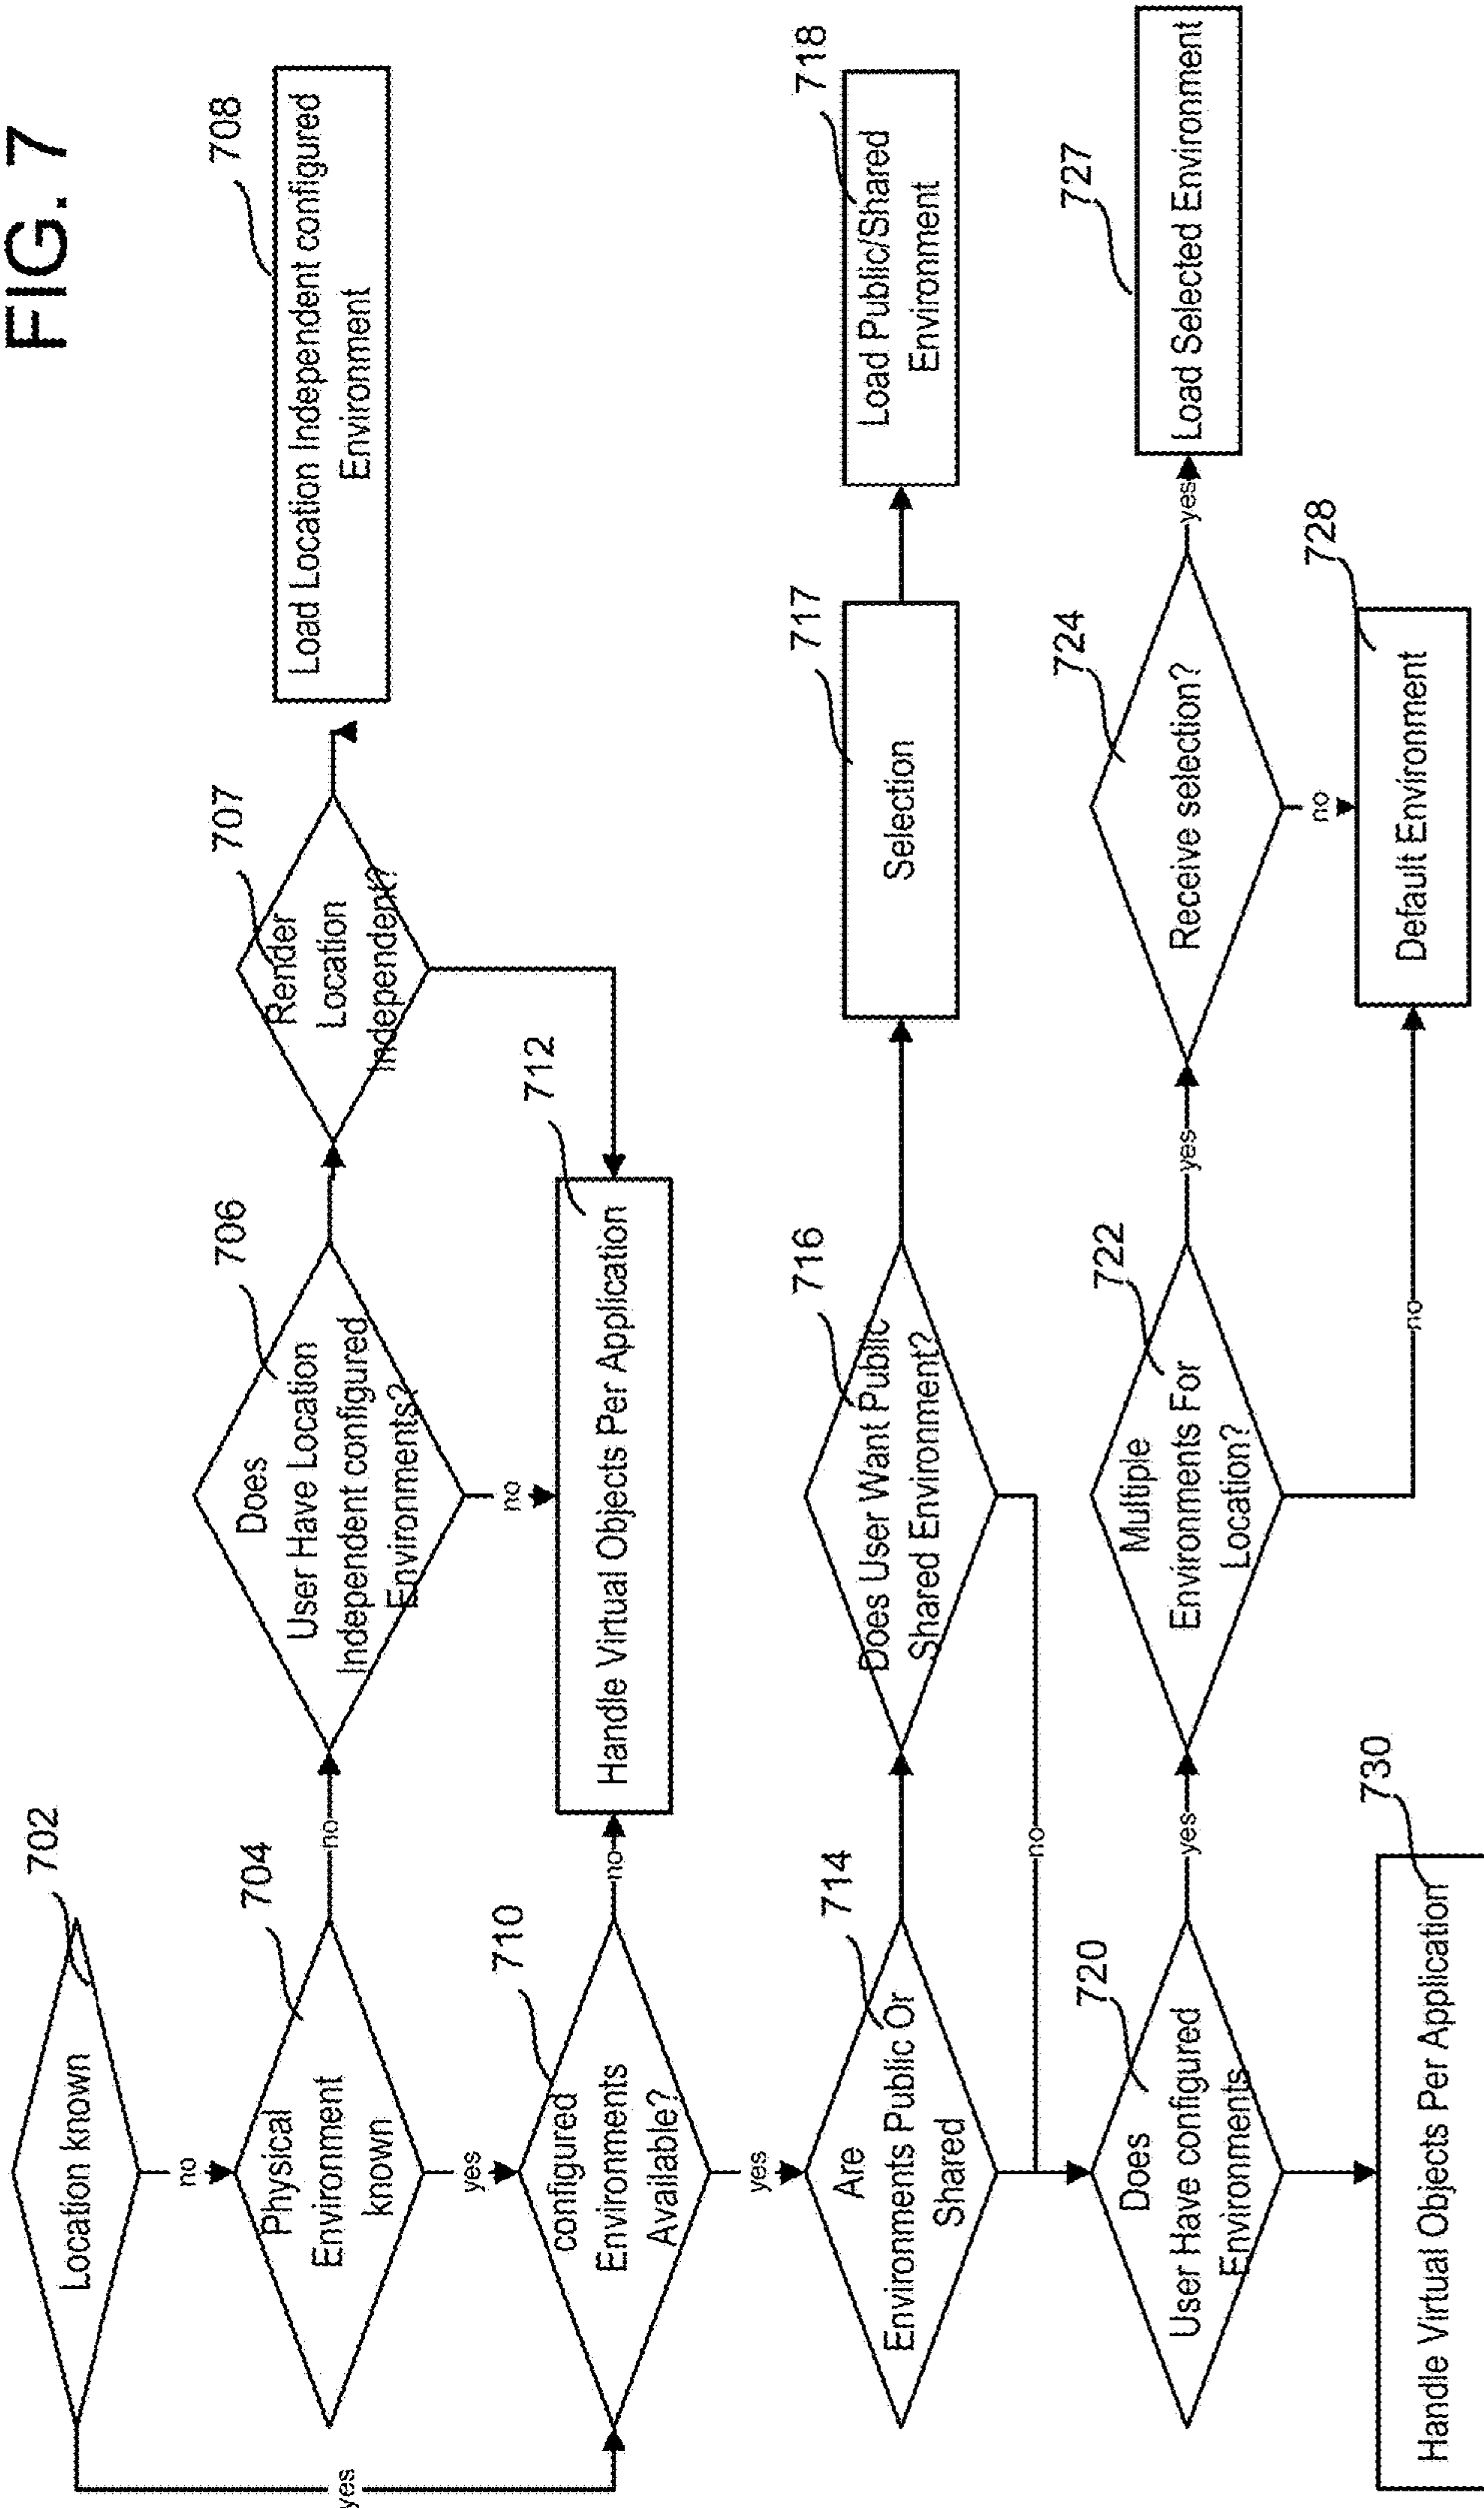 FIG. 7
702
Location known
yes
no
704
Physical
Environment
known
no
yes
706
Does
User Have Location
Independent configured
Environments?
no
707
Render
Location
Independent?
708
Load Location Independent configured
Environment
710
configured
Environments
Available?
no
yes
712
Handle Virtual Objects Per Application
714
Are
Environments Public Or
Shared
716
Does User Want Public
Shared Environment?
no
717
Selection
718
Load Public/Shared
Environment
720
Does
User Have configured
Environments
yes
722
Multiple
Environments For
Location?
yes
no
724
Receive selection?
yes
no
727
Load Selected Environment
728
Default Environment
730
Handle Virtual Objects Per Application